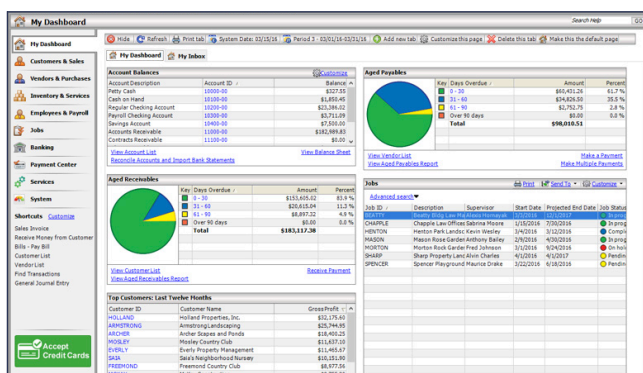 My Dashboard
Search Help
GO
Hide
Refresh
Print tab
System Date: 03/15/16
Period 3 - 03/01/16-03/31/16
Add new tab
Customize this page
Delete this tab
Make this the default page
My Dashboard
Customers & Sales
Vendors & Purchases
Inventory & Services
Employees & Payroll
Jobs
Banking
Payment Center
Services
System
Shortcuts Customize
Sales Invoice
Receive Money from Customer
Bills - Pay Bill
Customer List
Vendor List
Find Transactions
General Journal Entry
Accept
Credit Cards
My Dashboard
My Inbox
Account Balances
Customize
Account Description Account ID Balance
Petty Cash 10000-00 $327.55
Cash on Hand 10100-00 $1,850.45
Regular Checking Account 10200-00 $23,386.02
Payroll Checking Account 10300-00 $3,711.09
Savings Account 10400-00 $7,500.00
Accounts Receivable 11000-00 $182,989.83
Contracts Receivable 11100-00 $0.00
View Account List View Balance Sheet
Reconcile Accounts and Import Bank Statements
Aged Receivables
Key Days Overdue Amount Percent
0 - 30 $153,605.02 83.9 %
31 - 60 $20,615.04 11.3 %
61 - 90 $8,897.32 4.9 %
Over 90 days $0.00 0.0 %
Total $183,117.38
View Customer List Receive Payment
View Aged Receivables Report
Top Customers: Last Twelve Months
Customer ID Customer Name Gross Profit
HOLLAND Holland Properties, Inc. $32,175.60
ARMSTRONG Armstrong Landscaping $25,744.95
ARCHER Archer Scapes and Ponds $18,400.25
MOSLEY Mosley Country Club $11,637.10
EVERLY Everly Property Management $11,465.67
SAIA Saia's Neighborhood Nursey $10,151.90
FREEMOND Freemond Country Club $8,977.56
Aged Payables
Key Days Overdue Amount Percent
0 - 30 $60,431.26 61.7 %
31 - 60 $34,826.50 35.5 %
61 - 90 $2,752.75 2.8 %
Over 90 days $0.00 0.0 %
Total $98,010.51
View Vendor List Make a Payment
View Aged Payables Report Make Multiple Payments
Jobs
Print
Send To
Customize
Advanced search
Job ID Description Supervisor Start Date Projected End Date Job Status
BEATTY Beatty Bldg Law Ma Alexis Hornayak 3/1/2016 12/1/2017 In prog
CHAPPLE Chapple Law Offices Sabrina Moore 1/15/2016 7/30/2016 In prog
HENTON Henton Park Landsc Kevin Wesley 3/4/2016 3/12/2016 Comple
MASON Mason Rose Garden Anthony Bailey 2/9/2016 4/30/2016 In prog
MORTON Morton Rock Garden Fred Johnson 3/1/2016 9/24/2016 On hol
SHARP Sharp Property Lanc Alvin Charles 4/1/2016 4/1/2017 Pendin
SPENCER Spencer Playground Maurice Drake 3/22/2016 6/18/2016 Pendin